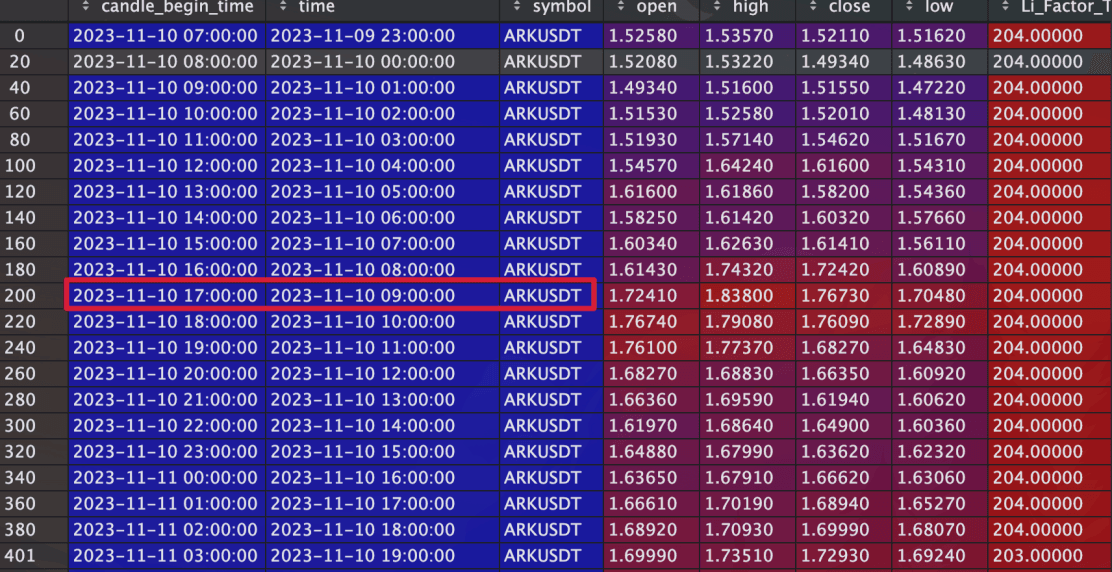 candle_begin_time time symbol open high close low Li_Factor_T
0 2023-11-10 07:00:00 2023-11-09 23:00:00 ARKUSDT 1.52580 1.53570 1.52110 1.51620 204.00000
20 2023-11-10 08:00:00 2023-11-10 00:00:00 ARKUSDT 1.52080 1.53220 1.49340 1.48630 204.00000
40 2023-11-10 09:00:00 2023-11-10 01:00:00 ARKUSDT 1.49340 1.51600 1.51550 1.47220 204.00000
60 2023-11-10 10:00:00 2023-11-10 02:00:00 ARKUSDT 1.51530 1.52580 1.52010 1.48130 204.00000
80 2023-11-10 11:00:00 2023-11-10 03:00:00 ARKUSDT 1.51930 1.57140 1.54620 1.51670 204.00000
100 2023-11-10 12:00:00 2023-11-10 04:00:00 ARKUSDT 1.54570 1.64240 1.61600 1.54310 204.00000
120 2023-11-10 13:00:00 2023-11-10 05:00:00 ARKUSDT 1.61600 1.61860 1.58200 1.54360 204.00000
140 2023-11-10 14:00:00 2023-11-10 06:00:00 ARKUSDT 1.58250 1.61420 1.60320 1.57660 204.00000
160 2023-11-10 15:00:00 2023-11-10 07:00:00 ARKUSDT 1.60340 1.62630 1.61410 1.56110 204.00000
180 2023-11-10 16:00:00 2023-11-10 08:00:00 ARKUSDT 1.61430 1.74320 1.72420 1.60890 204.00000
200 2023-11-10 17:00:00 2023-11-10 09:00:00 ARKUSDT 1.72410 1.83800 1.76730 1.70480 204.00000
220 2023-11-10 18:00:00 2023-11-10 10:00:00 ARKUSDT 1.76740 1.79080 1.76090 1.72890 204.00000
240 2023-11-10 19:00:00 2023-11-10 11:00:00 ARKUSDT 1.76100 1.77370 1.68270 1.64830 204.00000
260 2023-11-10 20:00:00 2023-11-10 12:00:00 ARKUSDT 1.68270 1.68830 1.66350 1.60920 204.00000
280 2023-11-10 21:00:00 2023-11-10 13:00:00 ARKUSDT 1.66360 1.69590 1.61940 1.60620 204.00000
300 2023-11-10 22:00:00 2023-11-10 14:00:00 ARKUSDT 1.61970 1.68640 1.64900 1.60360 204.00000
320 2023-11-10 23:00:00 2023-11-10 15:00:00 ARKUSDT 1.64880 1.67990 1.63620 1.62320 204.00000
340 2023-11-11 00:00:00 2023-11-10 16:00:00 ARKUSDT 1.63650 1.67910 1.66620 1.63060 204.00000
360 2023-11-11 01:00:00 2023-11-10 17:00:00 ARKUSDT 1.66610 1.70190 1.68940 1.65270 204.00000
380 2023-11-11 02:00:00 2023-11-10 18:00:00 ARKUSDT 1.68920 1.70930 1.69990 1.68070 204.00000
401 2023-11-11 03:00:00 2023-11-10 19:00:00 ARKUSDT 1.69990 1.73510 1.72930 1.69240 203.00000